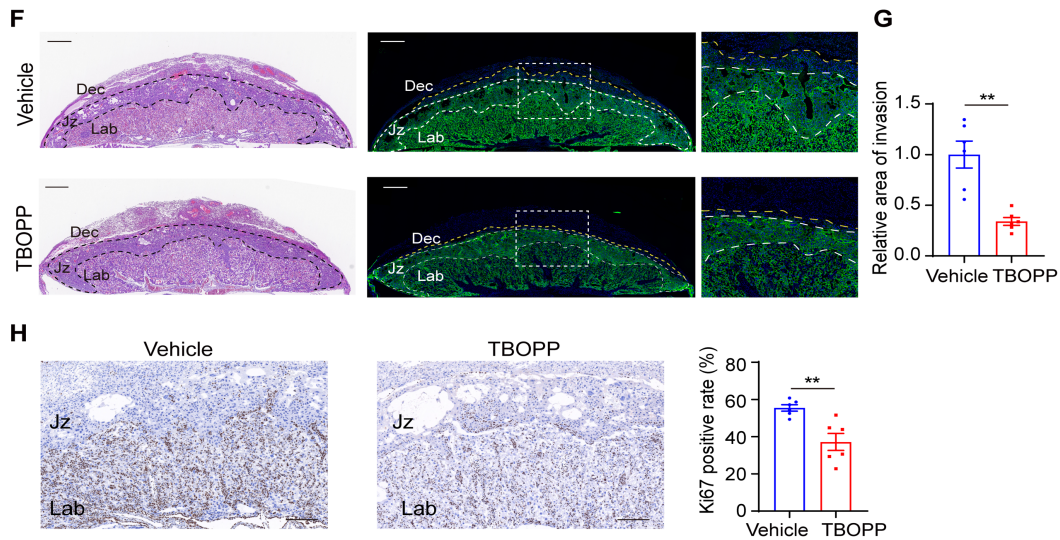 F
Vehicle
Dec
Jz
Lab
Dec
Jz
Lab
TBOPP
Dec
Jz
Lab
Dec
Jz
Lab
G
**
Relative area of invasion
1.5
1.0
0.5
0.0
Vehicle TBOPP
H
Vehicle
Jz
Lab
TBOPP
Jz
Lab
**
Ki67 positive rate (%)
80
60
40
20
0
Vehicle TBOPP